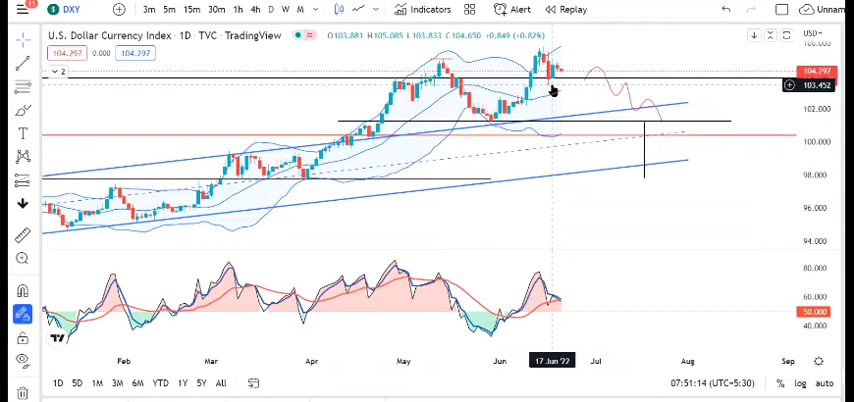 11 DXY 3m 5m 15m 30m 1h 4h D W M Indicators Alert Replay Unnam
U.S. Dollar Currency Index · 1D · TVC · TradingView O103.881 H105.085 L103.833 C104.650 +0.849 (+0.82%) USD
104.297 0.000 104.297
2
106.000
104.297
103.452
102.000
100.000
98.000
96.000
94.000
80.000
60.000
50.000
40.000
Feb Mar Apr May Jun 17 Jun '22 Jul Aug Sep
1D 5D 1M 3M 6M YTD 1Y 5Y All 07:51:14 (UTC+5:30) % log auto